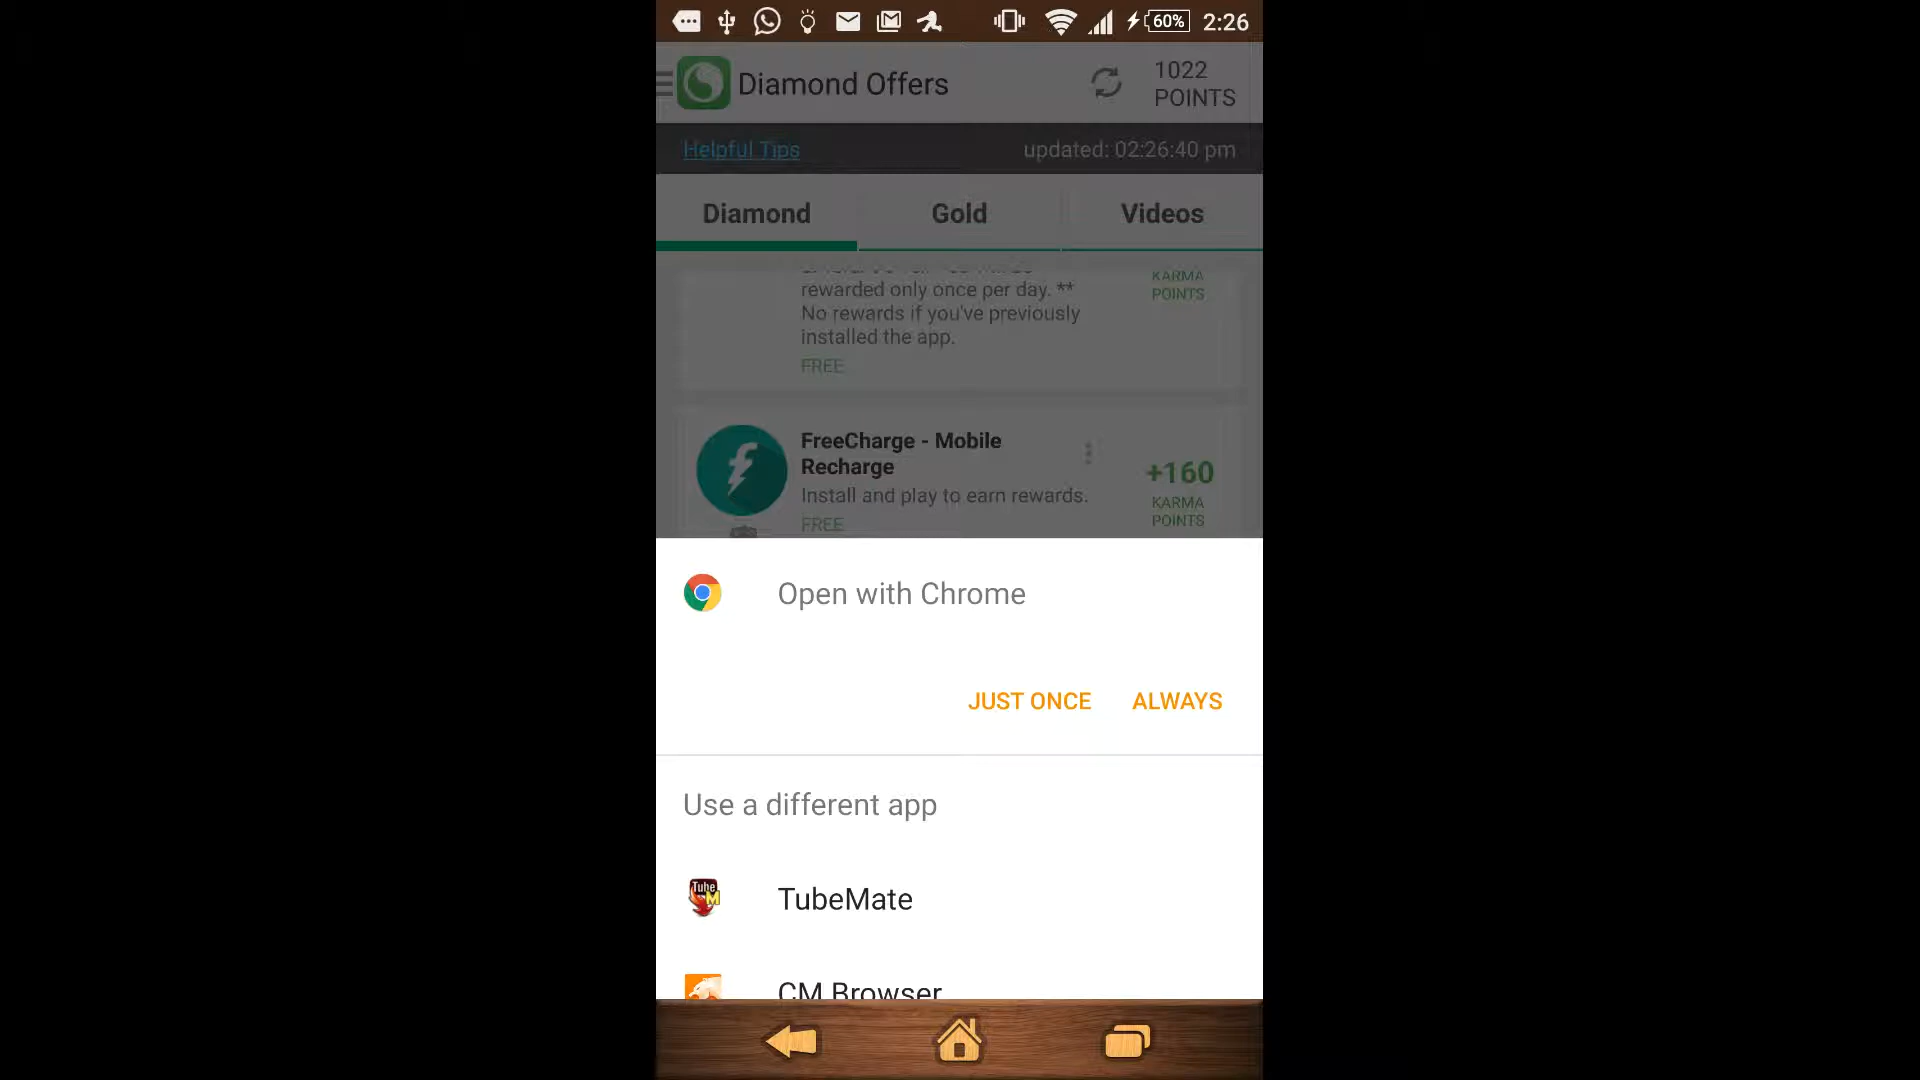 60% 2:26
Diamond Offers
1022
POINTS
Helpful Tips
updated: 02:26:40 pm
Diamond
Gold
Videos
rewarded only once per day. **
No rewards if you've previously
installed the app.
FREE
KARMA
POINTS
FreeCharge - Mobile
Recharge
Install and play to earn rewards.
FREE
+160
KARMA
POINTS
Open with Chrome
JUST ONCE
ALWAYS
Use a different app
Tube
M
TubeMate
CM Browser